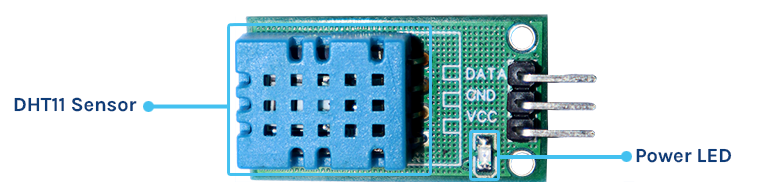 DHT11 Sensor
DATA
GND
VCC
Power LED